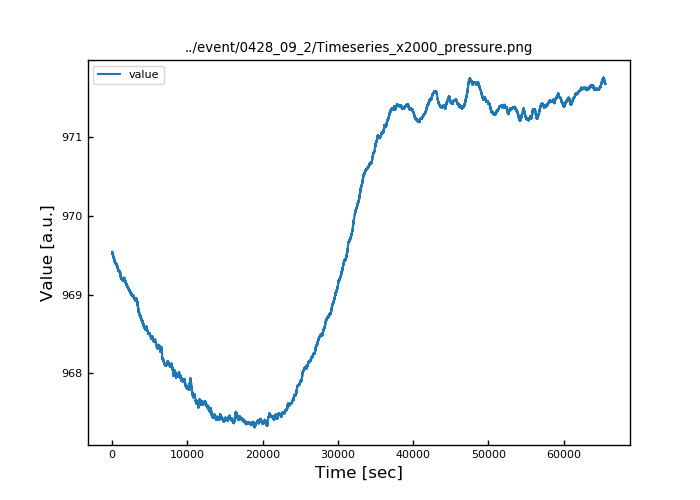 ../event/0428_09_2/Timeseries_x2000_pressure.png
value
971
970
969
968
Value [a.u.]
0 10000 20000 30000 40000 50000 60000
Time [sec]